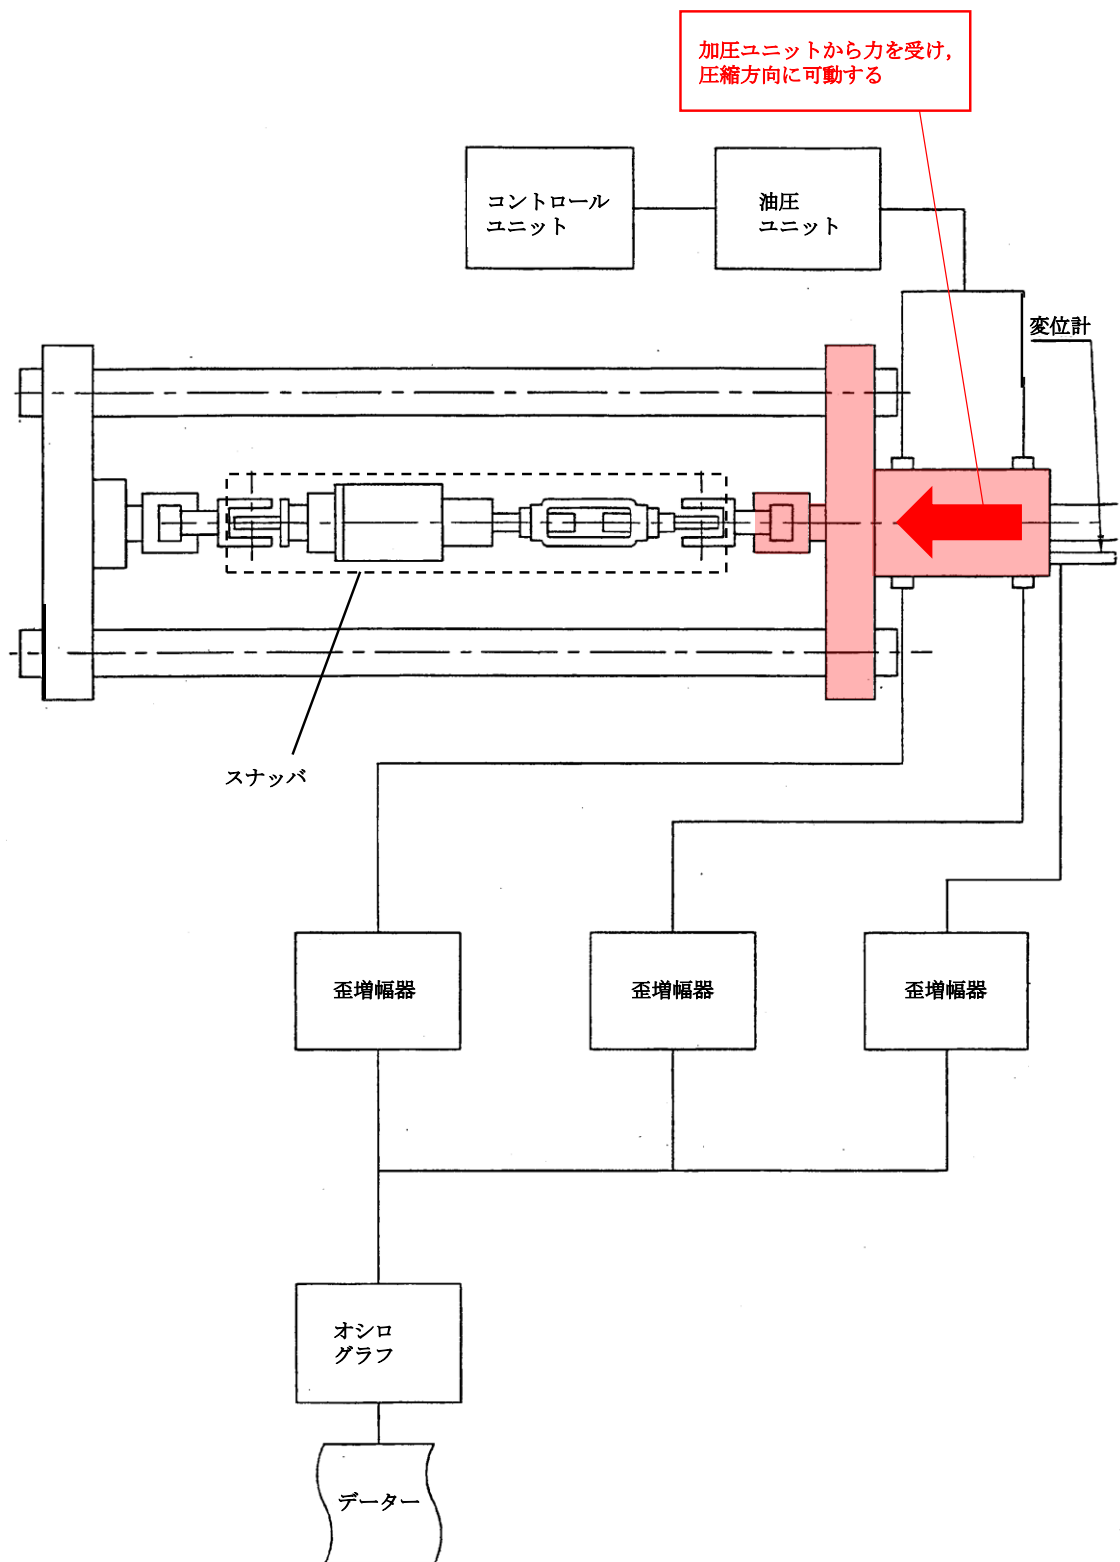 加圧ユニットから力を受け,
圧縮方向に可動する
コントロール
ユニット
油圧
ユニット
変位計
スナッバ
歪増幅器
歪増幅器
歪増幅器
オシロ
グラフ
データー